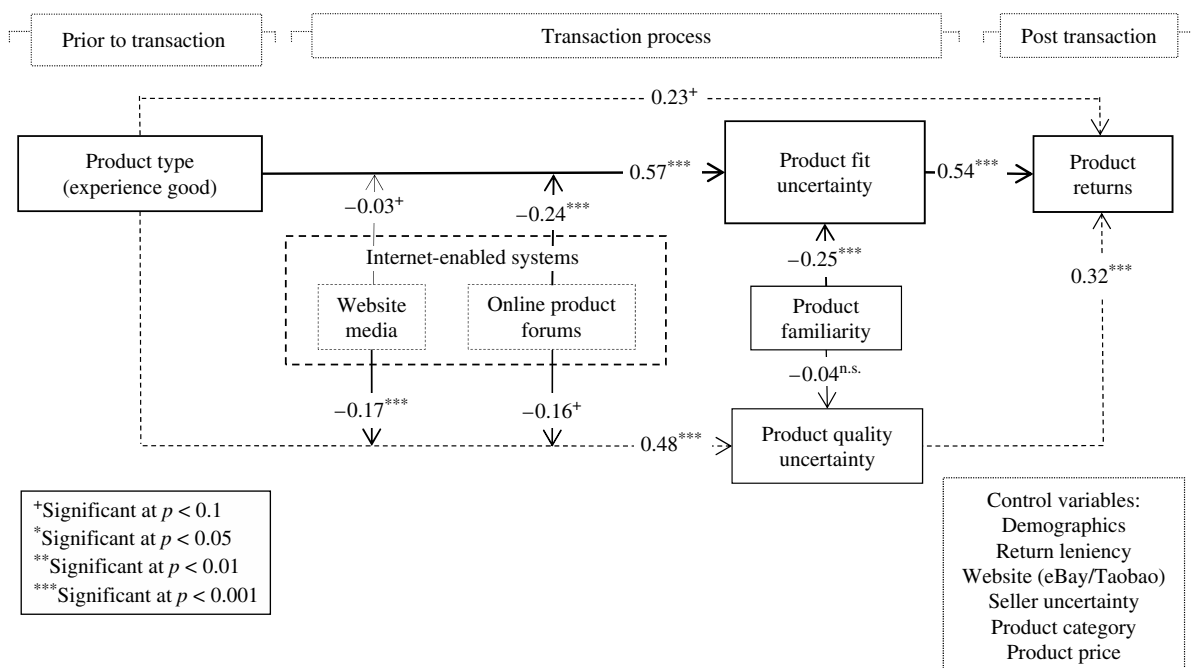 Prior to transaction
Transaction process
Post transaction
0.23+
Product type
(experience good)
0.57***
Product fit
uncertainty
0.54***
Product
returns
−0.03+
−0.24***
Internet-enabled systems
Website
media
Online product
forums
−0.25***
Product
familiarity
0.32***
−0.04n.s.
−0.17***
−0.16+
0.48***
Product quality
uncertainty
+Significant at p < 0.1
*Significant at p < 0.05
**Significant at p < 0.01
***Significant at p < 0.001
Control variables:
Demographics
Return leniency
Website (eBay/Taobao)
Seller uncertainty
Product category
Product price